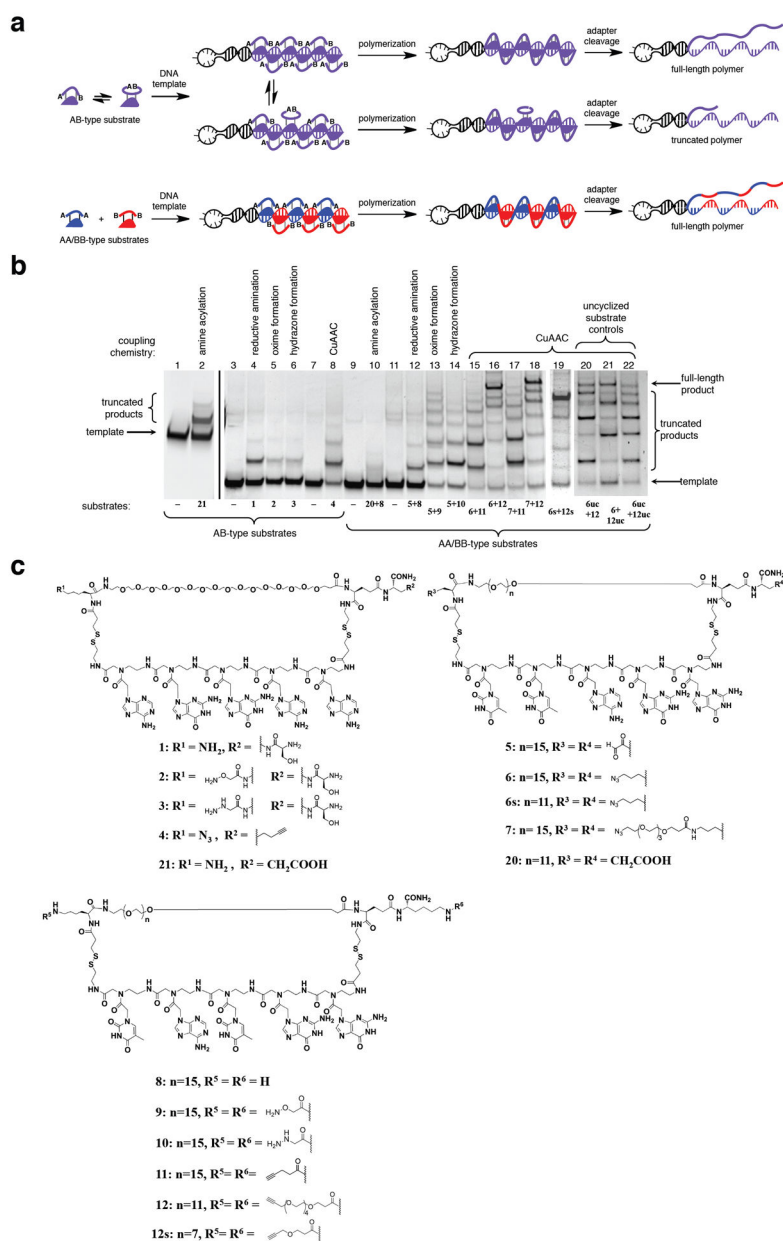 a
AB-type substrate
DNA
template
polymerization
adapter
cleavage
full-length polymer
polymerization
adapter
cleavage
truncated polymer
A A + B B
AA/BB-type substrates
DNA
template
polymerization
adapter
cleavage
full-length polymer
b
coupling
chemistry:
amine acylation
reductive amination
oxime formation
hydrazone formation
CuAAC
amine acylation
reductive amination
oxime formation
hydrazone formation
CuAAC
uncyclized
substrate
controls
1 2 3 4 5 6 7 8 9 10 11 12 13 14 15 16 17 18 19 20 21 22
truncated
products
template
full-length
product
truncated
products
template
substrates: – 21 – 1 2 3 – 4 – 20+8 – 5+8 5+9 5+10 6+11 6+12 7+11 7+12 6s+12s 6uc +12 6+ 12uc 6uc +12uc
AB-type substrates
AA/BB-type substrates
c
1: R¹ = NH₂, R² =
2: R¹ = R² =
3: R¹ = R² =
4: R¹ = N₃ , R² =
21: R¹ = NH₂ , R² = CH₂COOH
5: n=15, R³ = R⁴ =
6: n=15, R³ = R⁴ =
6s: n=11, R³ = R⁴ =
7: n= 15, R³ = R⁴ =
20: n=11, R³ = R⁴ = CH₂COOH
8: n=15, R⁵ = R⁶ = H
9: n=15, R⁵ = R⁶ =
10: n=15, R⁵= R⁶ =
11: n=15, R⁵= R⁶=
12: n=11, R⁵= R⁶ =
12s: n=7, R⁵= R⁶ =